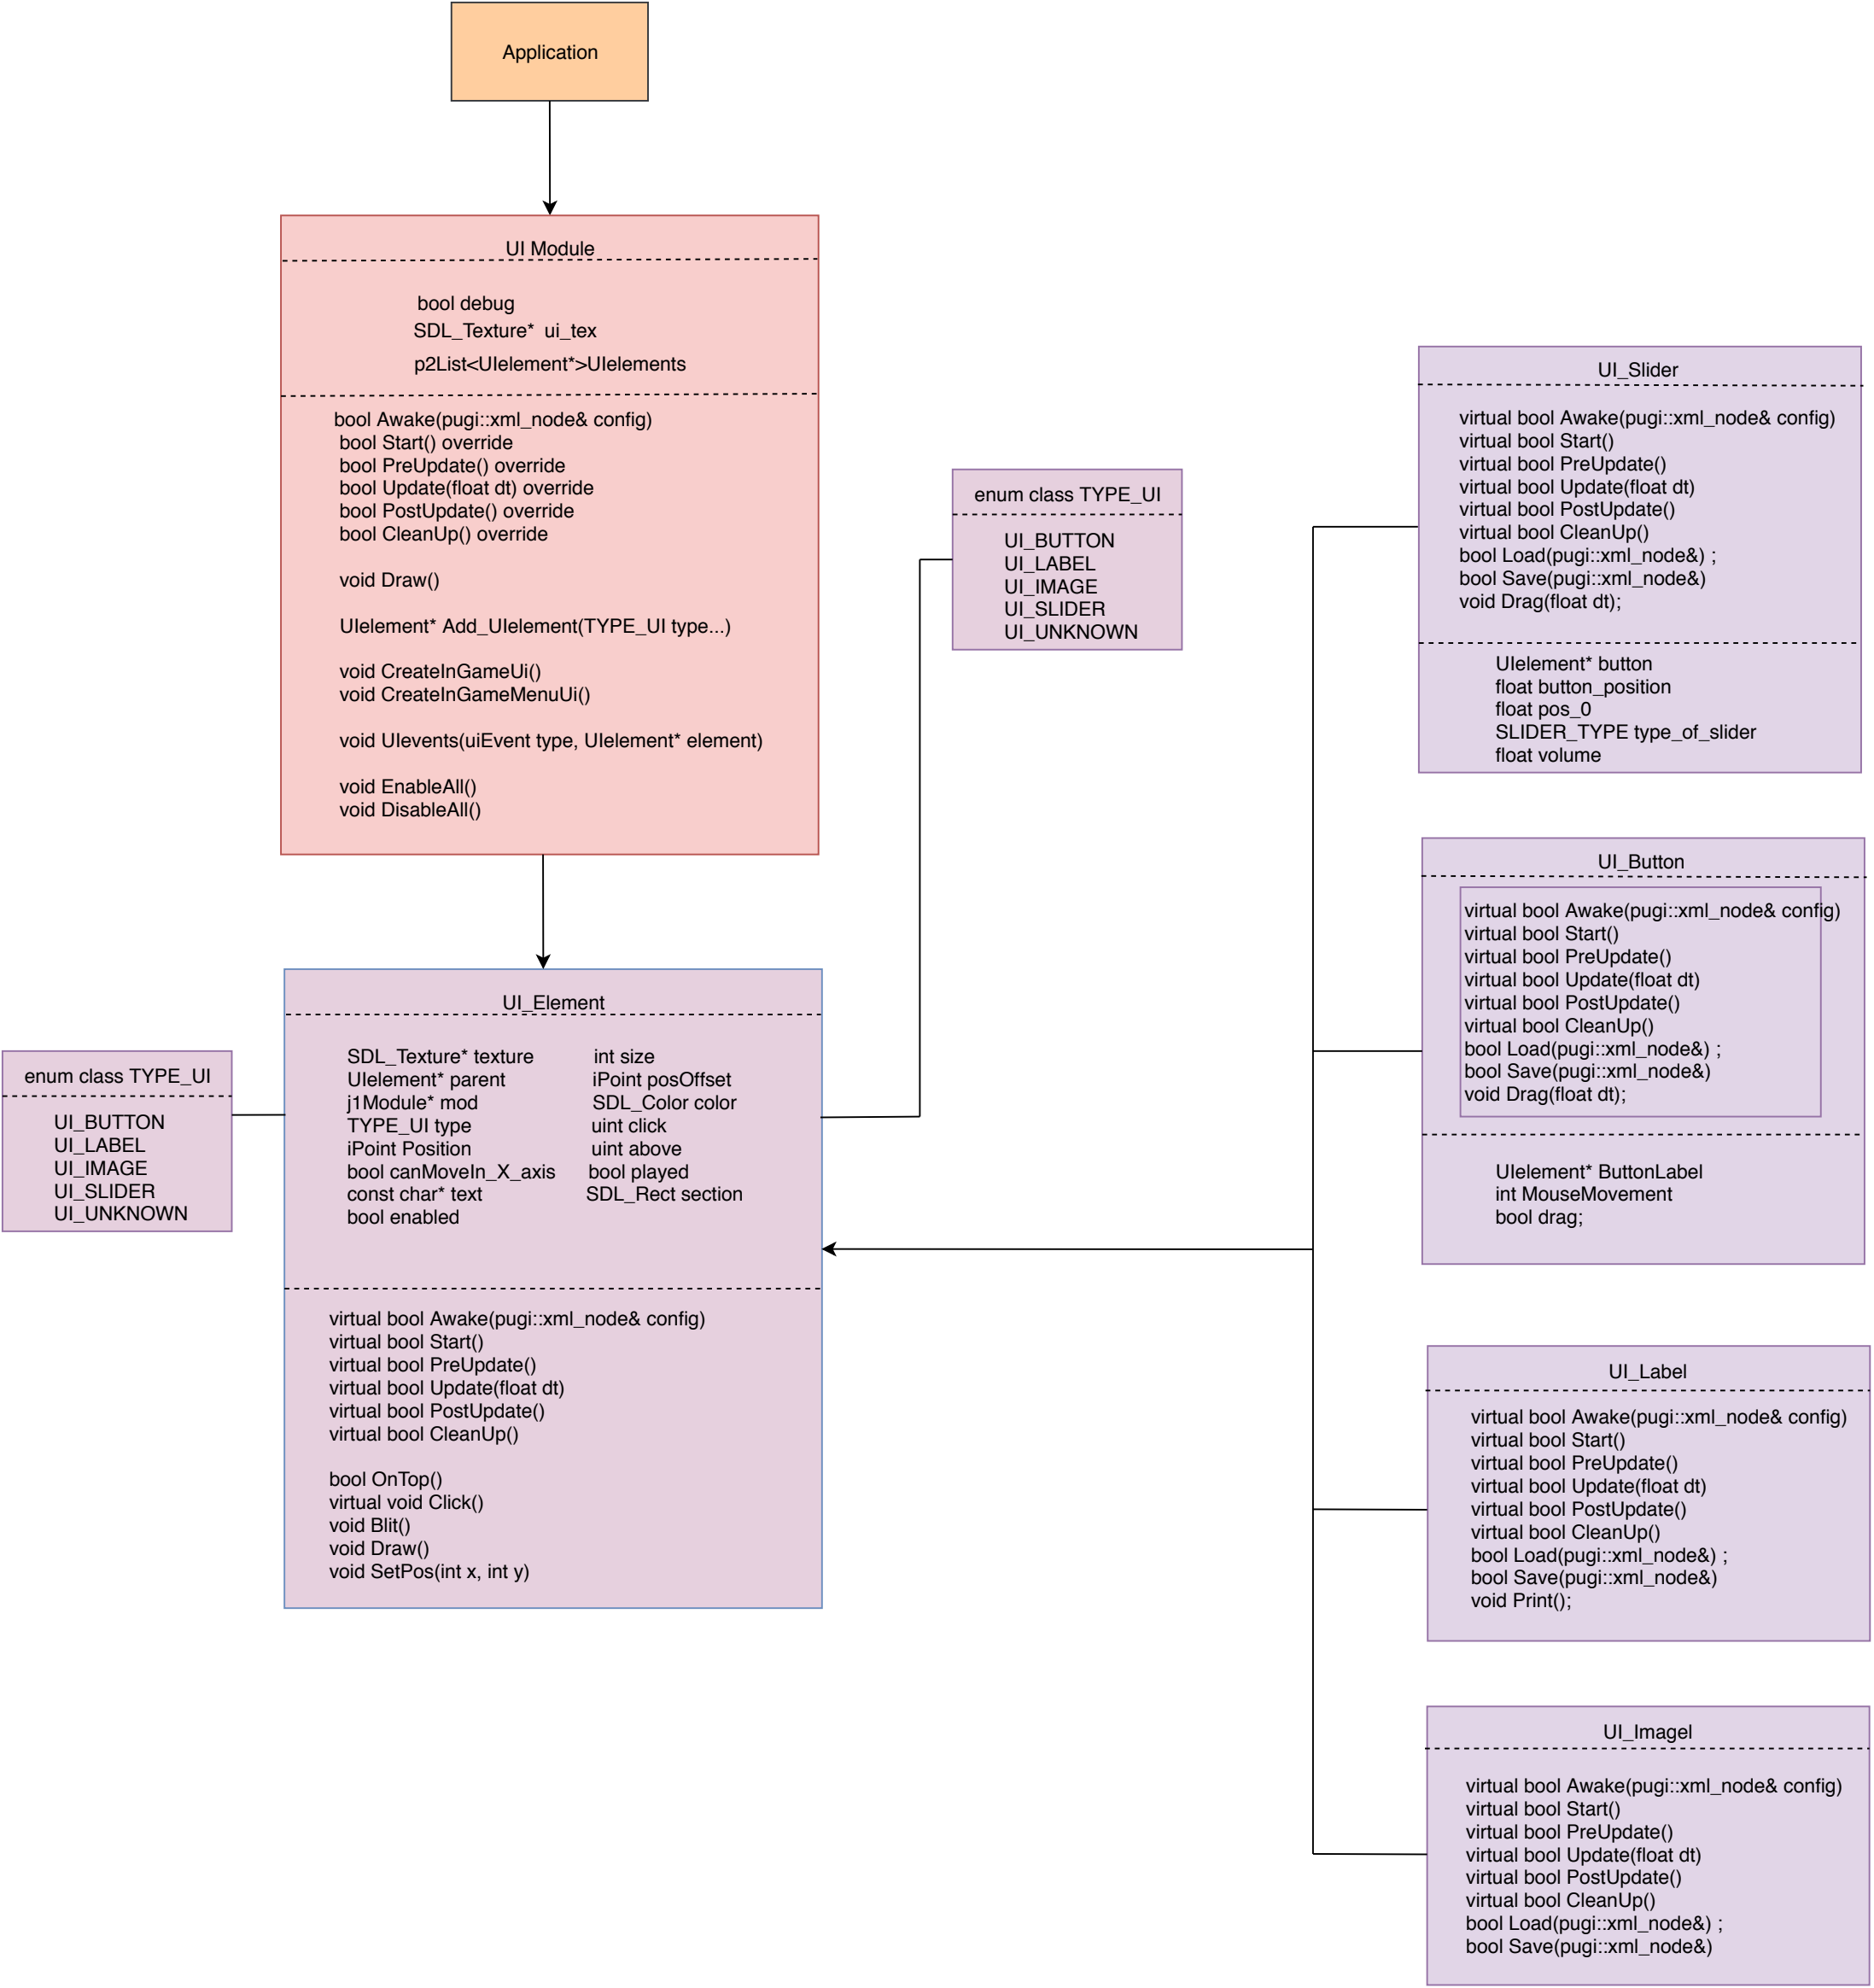 Application
UI Module
bool debug
SDL_Texture*  ui_tex
p2List<UIelement*>UIelements
bool Awake(pugi::xml_node& config)
bool Start() override
bool PreUpdate() override
bool Update(float dt) override
bool PostUpdate() override
bool CleanUp() override
void Draw()
UIelement* Add_UIelement(TYPE_UI type...)
void CreateInGameUi()
void CreateInGameMenuUi()
void UIevents(uiEvent type, UIelement* element)
void EnableAll()
void DisableAll()
enum class TYPE_UI
UI_BUTTON
UI_LABEL
UI_IMAGE
UI_SLIDER
UI_UNKNOWN
UI_Element
SDL_Texture* texture int size
UIelement* parent iPoint posOffset
j1Module* mod SDL_Color color
TYPE_UI type uint click
iPoint Position uint above
bool canMoveIn_X_axis bool played
const char* text SDL_Rect section
bool enabled
virtual bool Awake(pugi::xml_node& config)
virtual bool Start()
virtual bool PreUpdate()
virtual bool Update(float dt)
virtual bool PostUpdate()
virtual bool CleanUp()
bool OnTop()
virtual void Click()
void Blit()
void Draw()
void SetPos(int x, int y)
enum class TYPE_UI
UI_BUTTON
UI_LABEL
UI_IMAGE
UI_SLIDER
UI_UNKNOWN
UI_Slider
virtual bool Awake(pugi::xml_node& config)
virtual bool Start()
virtual bool PreUpdate()
virtual bool Update(float dt)
virtual bool PostUpdate()
virtual bool CleanUp()
bool Load(pugi::xml_node&) ;
bool Save(pugi::xml_node&)
void Drag(float dt);
UIelement* button
float button_position
float pos_0
SLIDER_TYPE type_of_slider
float volume
UI_Button
virtual bool Awake(pugi::xml_node& config)
virtual bool Start()
virtual bool PreUpdate()
virtual bool Update(float dt)
virtual bool PostUpdate()
virtual bool CleanUp()
bool Load(pugi::xml_node&) ;
bool Save(pugi::xml_node&)
void Drag(float dt);
UIelement* ButtonLabel
int MouseMovement
bool drag;
UI_Label
virtual bool Awake(pugi::xml_node& config)
virtual bool Start()
virtual bool PreUpdate()
virtual bool Update(float dt)
virtual bool PostUpdate()
virtual bool CleanUp()
bool Load(pugi::xml_node&) ;
bool Save(pugi::xml_node&)
void Print();
UI_Imagel
virtual bool Awake(pugi::xml_node& config)
virtual bool Start()
virtual bool PreUpdate()
virtual bool Update(float dt)
virtual bool PostUpdate()
virtual bool CleanUp()
bool Load(pugi::xml_node&) ;
bool Save(pugi::xml_node&)